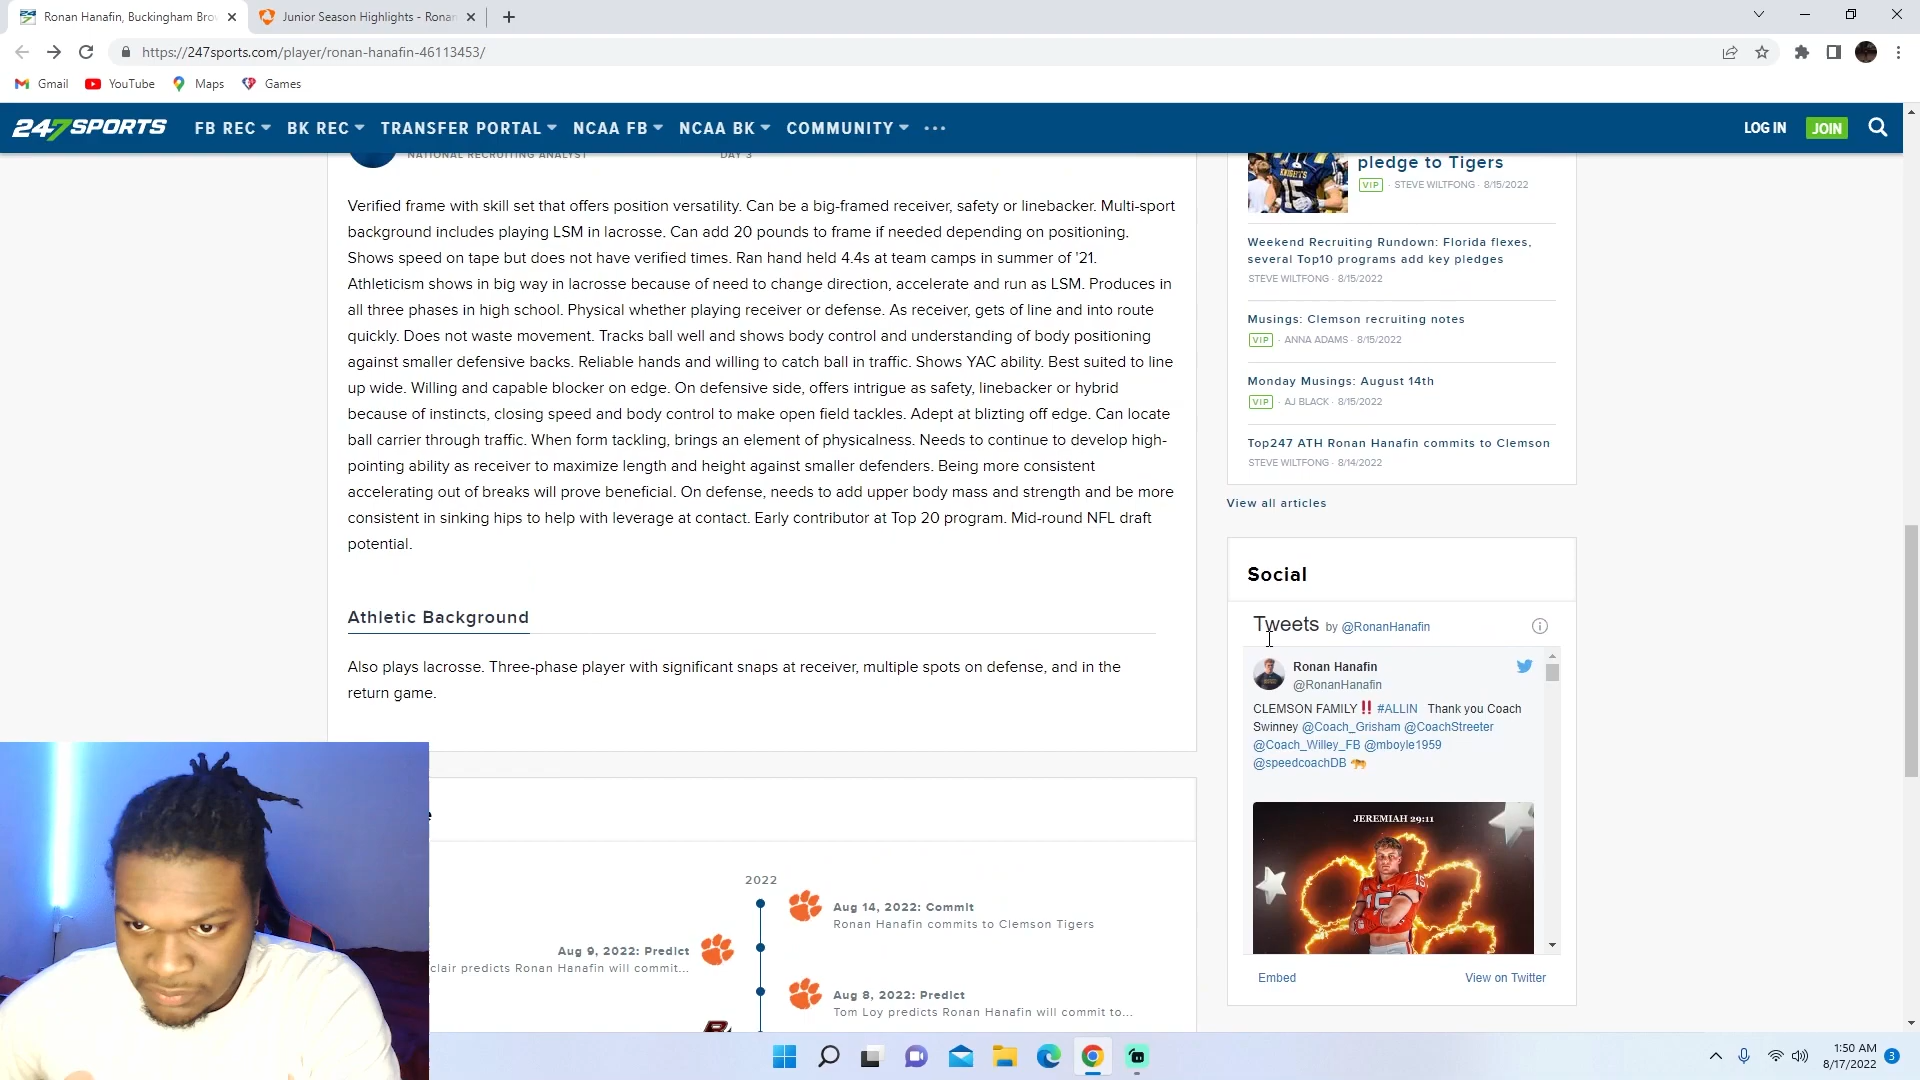 Ronan Hanafin, Buckingham Bro
Junior Season Highlights - Ronan
https://247sports.com/player/ronan-hanafin-46113453/
Gmail
YouTube
Maps
Games
247SPORTS
FB REC
BK REC
TRANSFER PORTAL
NCAA FB
NCAA BK
COMMUNITY
LOG IN
JOIN
NATIONAL RECRUITING ANALYST
DAY 3
Verified frame with skill set that offers position versatility. Can be a big-framed receiver, safety or linebacker. Multi-sport
background includes playing LSM in lacrosse. Can add 20 pounds to frame if needed depending on positioning.
Shows speed on tape but does not have verified times. Ran hand held 4.4s at team camps in summer of '21.
Athleticism shows in big way in lacrosse because of need to change direction, accelerate and run as LSM. Produces in
all three phases in high school. Physical whether playing receiver or defense. As receiver, gets of line and into route
quickly. Does not waste movement. Tracks ball well and shows body control and understanding of body positioning
against smaller defensive backs. Reliable hands and willing to catch ball in traffic. Shows YAC ability. Best suited to line
up wide. Willing and capable blocker on edge. On defensive side, offers intrigue as safety, linebacker or hybrid
because of instincts, closing speed and body control to make open field tackles. Adept at blizting off edge. Can locate
ball carrier through traffic. When form tackling, brings an element of physicalness. Needs to continue to develop high-
pointing ability as receiver to maximize length and height against smaller defenders. Being more consistent
accelerating out of breaks will prove beneficial. On defense, needs to add upper body mass and strength and be more
consistent in sinking hips to help with leverage at contact. Early contributor at Top 20 program. Mid-round NFL draft
potential.
Athletic Background
Also plays lacrosse. Three-phase player with significant snaps at receiver, multiple spots on defense, and in the
return game.
e
2022
Aug 14, 2022: Commit
Ronan Hanafin commits to Clemson Tigers
Aug 9, 2022: Predict
clair predicts Ronan Hanafin will commit...
Aug 8, 2022: Predict
Tom Loy predicts Ronan Hanafin will commit to...
KNIGHTS
15
pledge to Tigers
VIP · STEVE WILTFONG · 8/15/2022
Weekend Recruiting Rundown: Florida flexes,
several Top10 programs add key pledges
STEVE WILTFONG · 8/15/2022
Musings: Clemson recruiting notes
VIP · ANNA ADAMS · 8/15/2022
Monday Musings: August 14th
VIP · AJ BLACK · 8/15/2022
Top247 ATH Ronan Hanafin commits to Clemson
STEVE WILTFONG · 8/14/2022
View all articles
Social
Tweets by @RonanHanafin
Ronan Hanafin
@RonanHanafin
CLEMSON FAMILY‼️ #ALLIN Thank you Coach
Swinney @Coach_Grisham @CoachStreeter
@Coach_Willey_FB @mboyle1959
@speedcoachDB 🐅
JEREMIAH 29:11
15
15
Embed
View on Twitter
1:50 AM
8/17/2022
3